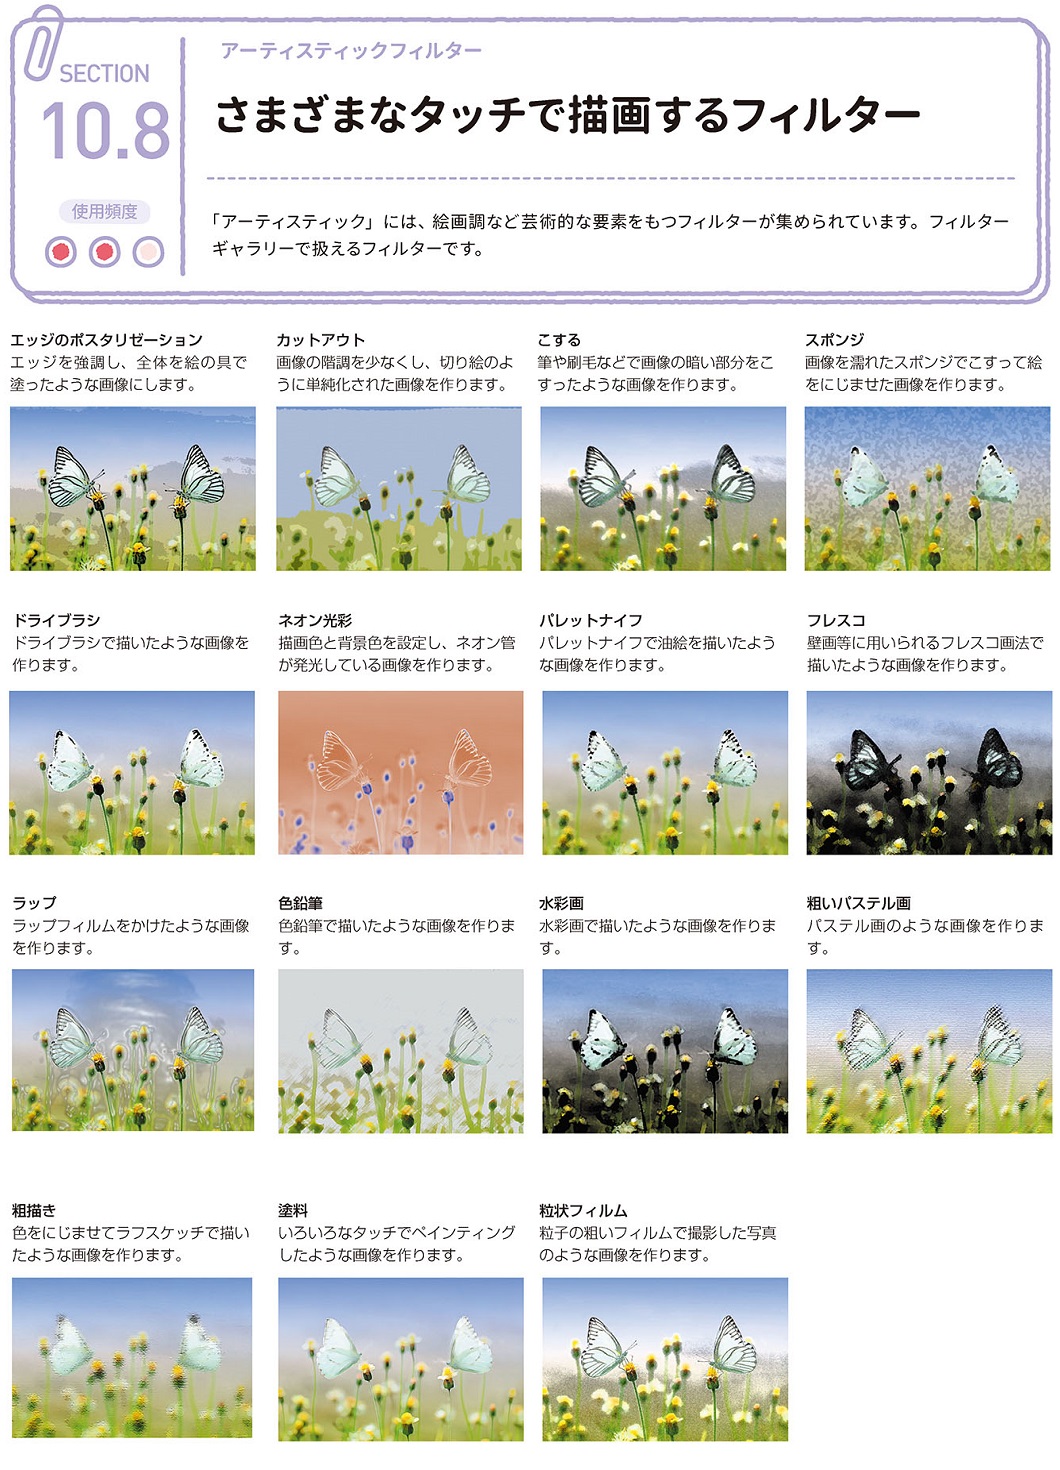 SECTION
10.8
使用頻度
アーティスティックフィルター
さまざまなタッチで描画するフィルター
「アーティスティック」には、絵画調など芸術的な要素をもつフィルターが集められています。フィルター
ギャラリーで扱えるフィルターです。
エッジのポスタリゼーション
エッジを強調し、全体を絵の具で
塗ったような画像にします。
カットアウト
画像の階調を少なくし、切り絵のよ
うに単純化された画像を作ります。
こする
筆や刷毛などで画像の暗い部分をこ
すったような画像を作ります。
スポンジ
画像を濡れたスポンジでこすって絵
をにじませた画像を作ります。
ドライブラシ
ドライブラシで描いたような画像を
作ります。
ネオン光彩
描画色と背景色を設定し、ネオン管
が発光している画像を作ります。
パレットナイフ
パレットナイフで油絵を描いたよう
な画像を作ります。
フレスコ
壁画等に用いられるフレスコ画法で
描いたような画像を作ります。
ラップ
ラップフィルムをかけたような画像
を作ります。
色鉛筆
色鉛筆で描いたような画像を作りま
す。
水彩画
水彩画で描いたような画像を作りま
す。
粗いパステル画
パステル画のような画像を作りま
す。
粗描き
色をにじませてラフスケッチで描い
たような画像を作ります。
塗料
いろいろなタッチでペインティング
したような画像を作ります。
粒状フィルム
粒子の粗いフィルムで撮影した写真
のような画像を作ります。